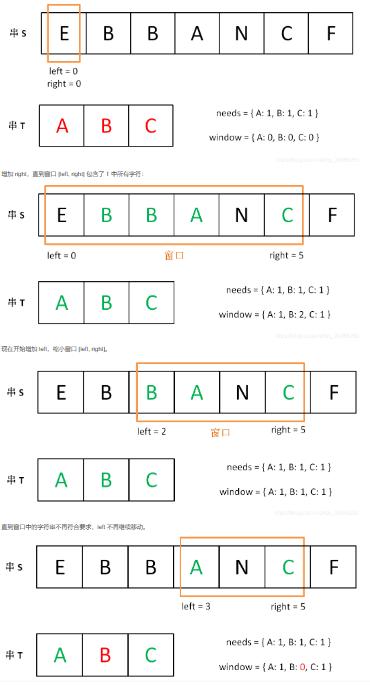 串 S E B B A N C F
left = 0
right = 0
串 T A B C
needs = { A: 1, B: 1, C: 1 }
window = { A: 0, B: 0, C: 0 }
增加 right，直到窗口 [left, right] 包含了 T 中所有字符：
串 S E B B A N C F
left = 0 窗口 right = 5
串 T A B C
needs = { A: 1, B: 1, C: 1 }
window = { A: 1, B: 2, C: 1 }
现在开始增加 left，缩小窗口 [left, right]。
串 S E B B A N C F
left = 2 窗口 right = 5
串 T A B C
needs = { A: 1, B: 1, C: 1 }
window = { A: 1, B: 1, C: 1 }
直到窗口中的字符串不再符合要求，left 不再继续移动。
串 S E B B A N C F
left = 3 right = 5
串 T A B C
needs = { A: 1, B: 1, C: 1 }
window = { A: 1, B: 0, C: 1 }